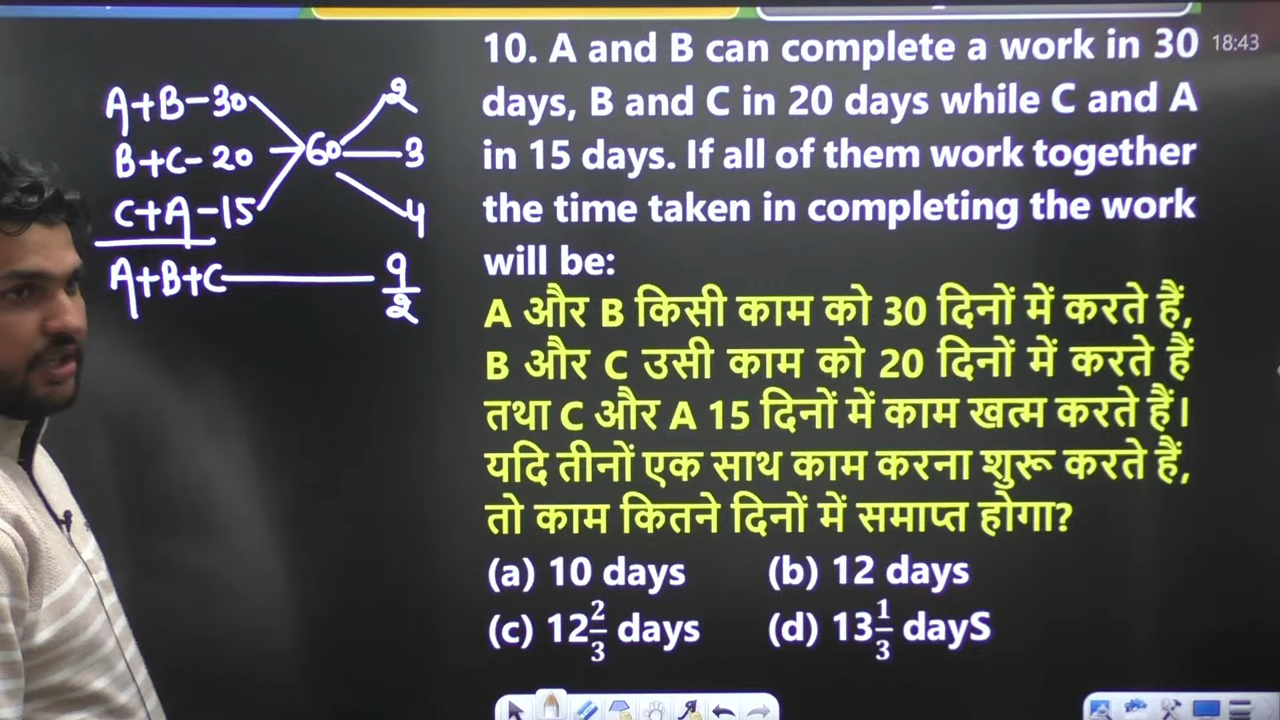 10. A and B can complete a work in 30
18:43
days, B and C in 20 days while C and A
in 15 days. If all of them work together
the time taken in completing the work
will be:
A और B किसी काम को 30 दिनों में करते हैं,
B और C उसी काम को 20 दिनों में करते हैं
तथा C और A 15 दिनों में काम खत्म करते हैं।
यदि तीनों एक साथ काम करना शुरू करते हैं,
तो काम कितने दिनों में समाप्त होगा?
(a) 10 days (b) 12 days
(c) 12 2/3 days (d) 13 1/3 dayS
A+B-30 60 2
B+C-20 3
C+A-15 4
A+B+C 9/2